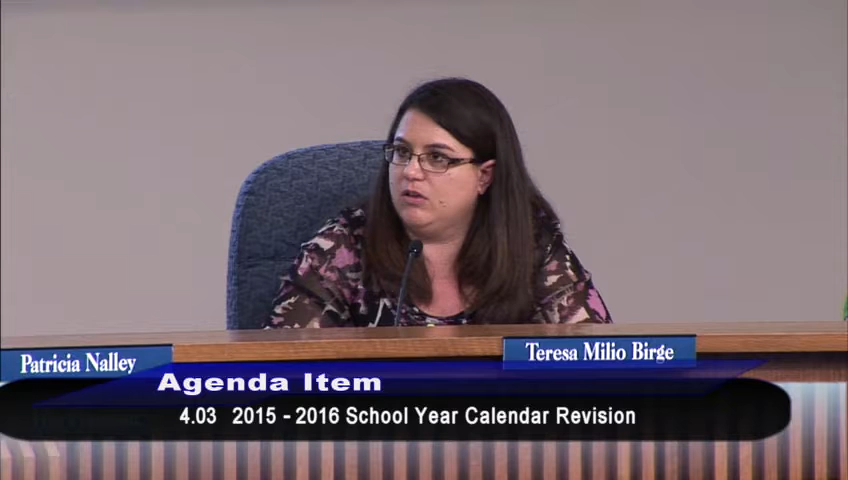 Patricia Nalley
Teresa Milio Birge
Agenda Item
4.03 2015 - 2016 School Year Calendar Revision